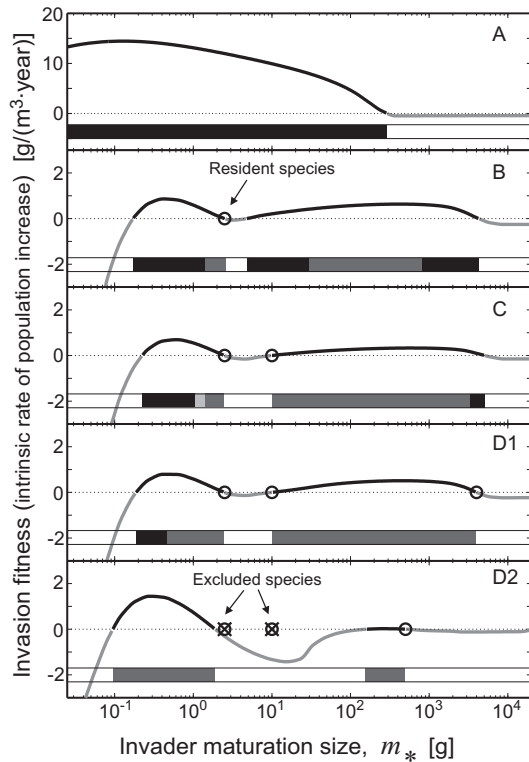 Invasion fitness (intrinsic rate of population increase) [g/(m³·year)]
20
15
10
5
0
A
2
0
-2
Resident species
B
2
0
-2
C
2
0
-2
D1
2
0
-2
Excluded species
D2
10⁻¹ 10⁰ 10¹ 10² 10³ 10⁴
Invader maturation size, m* [g]